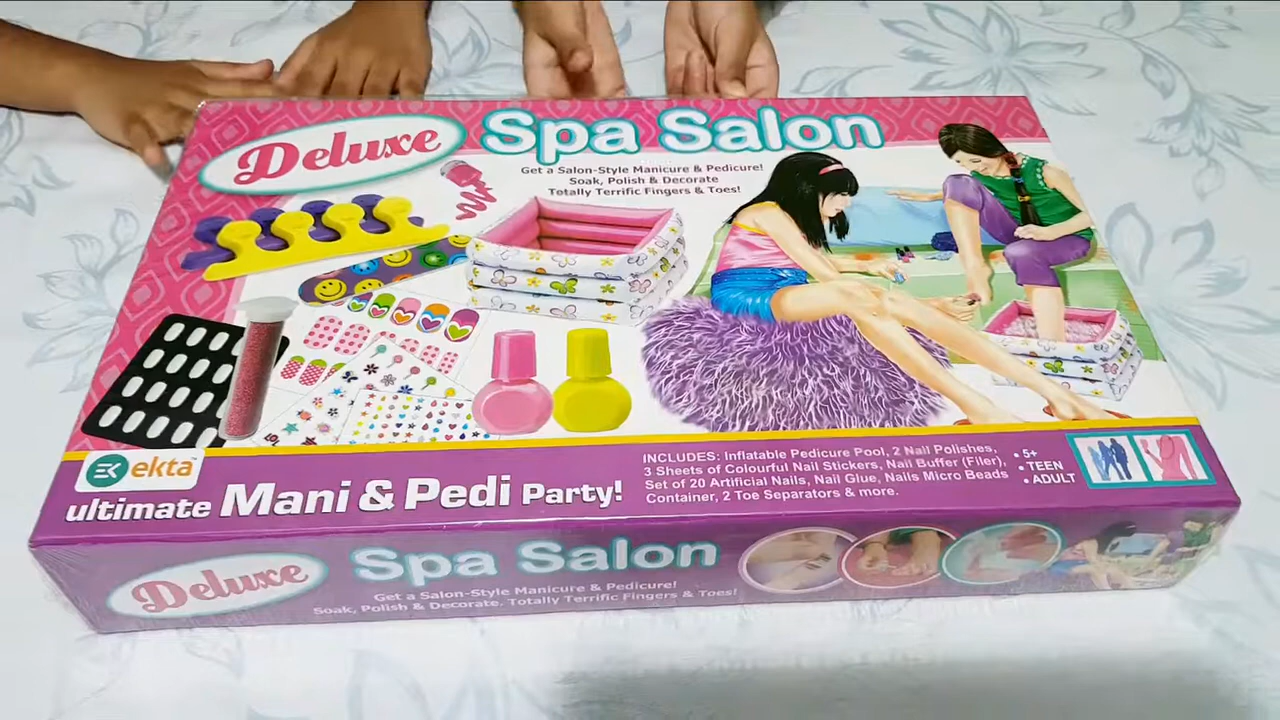 Deluxe Spa Salon
Get a Salon-Style Manicure & Pedicure!
Soak, Polish & Decorate
Totally Terrific Fingers & Toes!
ekta™
ultimate Mani & Pedi Party!
INCLUDES: Inflatable Pedicure Pool, 2 Nail Polishes,
3 Sheets of Colourful Nail Stickers, Nail Buffer (Filer),
Set of 20 Artificial Nails, Nail Glue, Nails Micro Beads
Container, 2 Toe Separators & more.
• 5+
• TEEN
• ADULT
Deluxe Spa Salon
Get a Salon-Style Manicure & Pedicure!
Soak, Polish & Decorate. Totally Terrific Fingers & Toes!